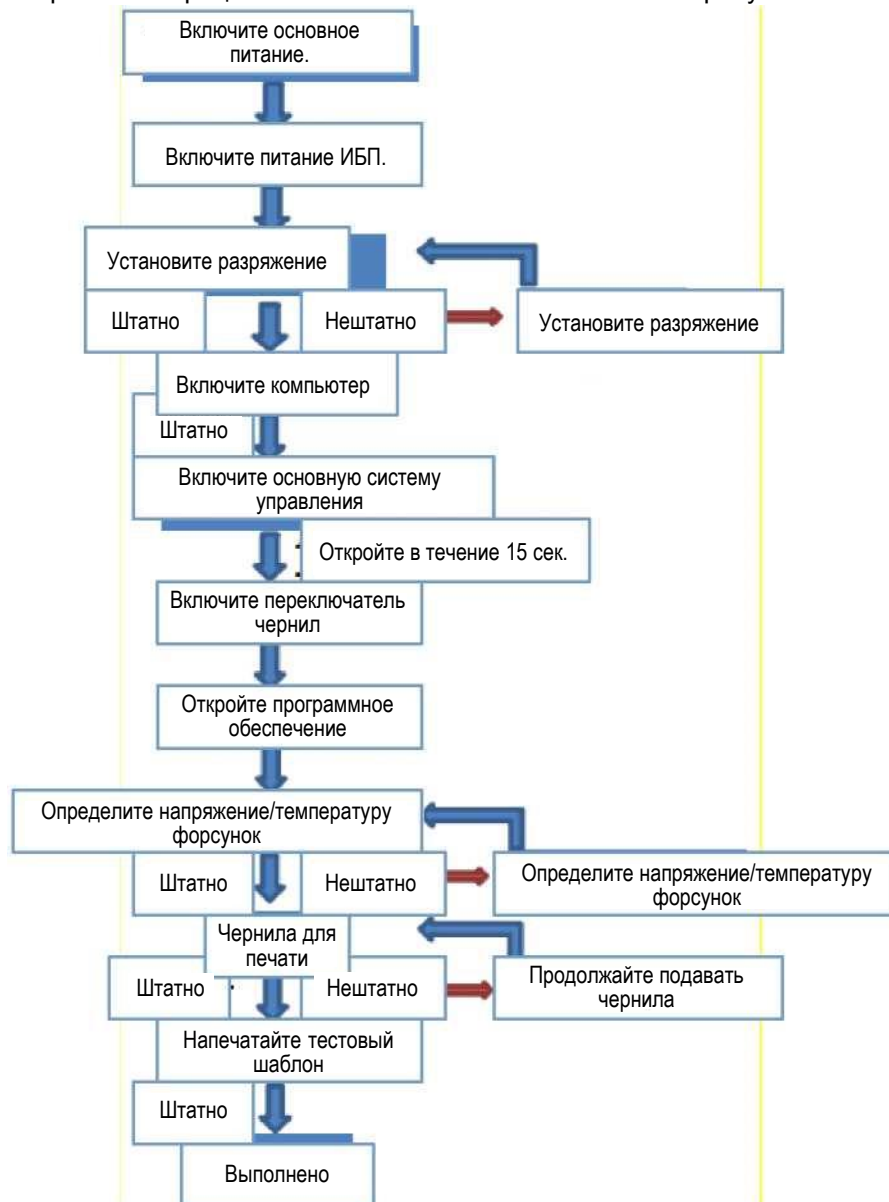 Включите основное
питание.
Включите питание ИБП.
Установите разряжение
Штатно
Нештатно
Установите разряжение
Включите компьютер
Штатно
Включите основную систему
управления
Откройте в течение 15 сек.
Включите переключатель
чернил
Откройте программное
обеспечение
Определите напряжение/температуру
форсунок
Штатно
Нештатно
Определите напряжение/температуру
форсунок
Чернила для
печати
Штатно
Нештатно
Продолжайте подавать
чернила
Напечатайте тестовый
шаблон
Штатно
Выполнено